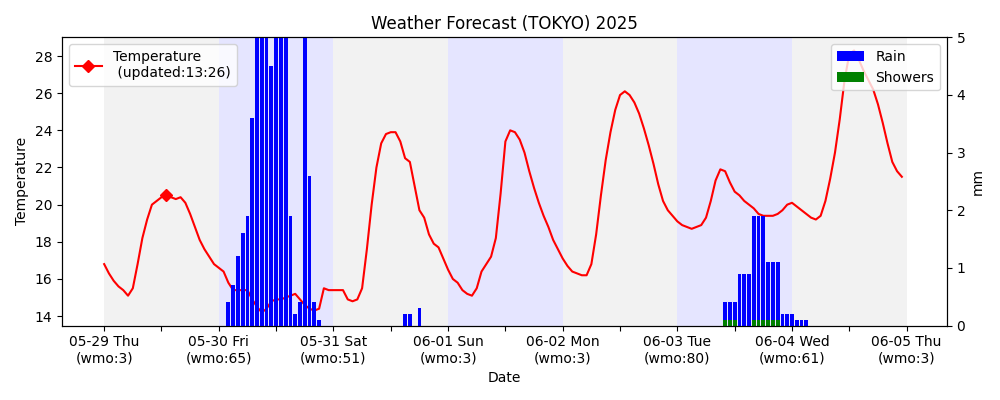 Weather Forecast (TOKYO) 2025
Temperature
(updated:13:26)
Rain
Showers
28
26
24
22
20
18
16
14
Temperature
5
4
3
2
1
0
mm
05-29 Thu
(wmo:3)
05-30 Fri
(wmo:65)
05-31 Sat
(wmo:51)
06-01 Sun
(wmo:3)
06-02 Mon
(wmo:3)
06-03 Tue
(wmo:80)
06-04 Wed
(wmo:61)
06-05 Thu
(wmo:3)
Date